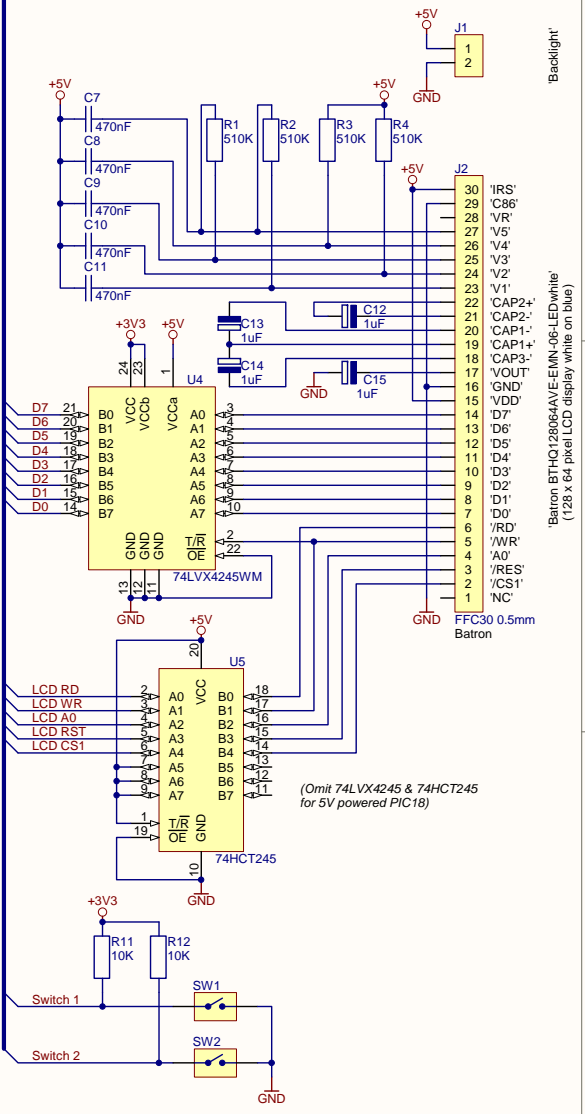 +5V
J1
1
2
GND
'Backlight'
+5V
C7
470nF
C8
470nF
C9
470nF
C10
470nF
C11
470nF
+5V
R1
510K
R2
510K
R3
510K
R4
510K
+5V
J2
30 'IRS'
29 'C86'
28 'VR'
27 'V5'
26 'V4'
25 'V3'
24 'V2'
23 'V1'
22 'CAP2+'
21 'CAP2-'
20 'CAP1-'
19 'CAP1+'
18 'CAP3-'
17 'VOUT'
16 'GND'
15 'VDD'
14 'D7'
13 'D6'
12 'D5'
11 'D4'
10 'D3'
9 'D2'
8 'D1'
7 'D0'
6 '/RD'
5 '/WR'
4 'A0'
3 '/RES'
2 '/CS1'
1 'NC'
GND
FFC30 0.5mm
Batron
'Batron BTHQ128064AVE-EMN-06-LEDwhite'
(128 x 64 pixel LCD display white on blue)
C13
1uF
C12
1uF
C14
1uF
GND
C15
1uF
+3V3
+5V
24
23
1
U4
VCC
VCCb
VCCa
D7 21 B0 A0 3
D6 20 B1 A1 4
D5 19 B2 A2 5
D4 18 B3 A3 6
D3 17 B4 A4 7
D2 16 B5 A5 8
D1 15 B6 A6 9
D0 14 B7 A7 10
T/R 2
OE 22
GND
GND
GND
13
12
11
74LVX4245WM
GND
+5V
20
U5
VCC
LCD RD 2 A0 B0 18
LCD WR 3 A1 B1 17
LCD A0 4 A2 B2 16
LCD RST 5 A3 B3 15
LCD CS1 6 A4 B4 14
7 A5 B5 13
8 A6 B6 12
9 A7 B7 11
1 T/R
19 OE
GND
10
74HCT245
GND
(Omit 74LVX4245 & 74HCT245
for 5V powered PIC18)
+3V3
R11
10K
R12
10K
Switch 1
SW1
Switch 2
SW2
GND